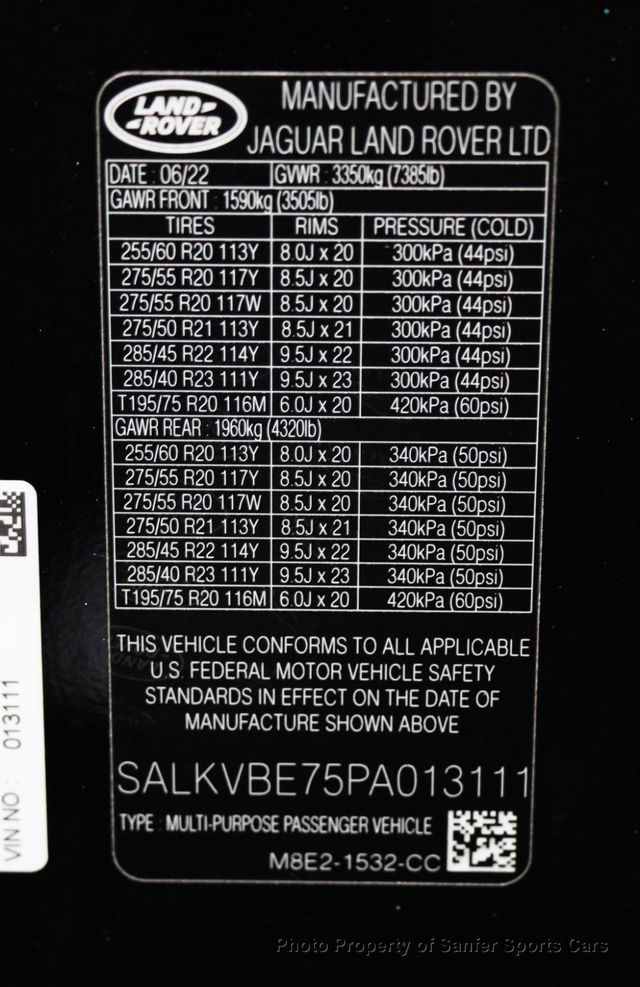 LAND-
-ROVER
MANUFACTURED BY
JAGUAR LAND ROVER LTD
DATE : 06/22 GVWR : 3350kg (7385lb)
GAWR FRONT : 1590kg (3505lb)
TIRES RIMS PRESSURE (COLD)
255/60 R20 113Y 8.0J x 20 300kPa (44psi)
275/55 R20 117Y 8.5J x 20 300kPa (44psi)
275/55 R20 117W 8.5J x 20 300kPa (44psi)
275/50 R21 113Y 8.5J x 21 300kPa (44psi)
285/45 R22 114Y 9.5J x 22 300kPa (44psi)
285/40 R23 111Y 9.5J x 23 300kPa (44psi)
T195/75 R20 116M 6.0J x 20 420kPa (60psi)
GAWR REAR : 1960kg (4320lb)
255/60 R20 113Y 8.0J x 20 340kPa (50psi)
275/55 R20 117Y 8.5J x 20 340kPa (50psi)
275/55 R20 117W 8.5J x 20 340kPa (50psi)
275/50 R21 113Y 8.5J x 21 340kPa (50psi)
285/45 R22 114Y 9.5J x 22 340kPa (50psi)
285/40 R23 111Y 9.5J x 23 340kPa (50psi)
T195/75 R20 116M 6.0J x 20 420kPa (60psi)
THIS VEHICLE CONFORMS TO ALL APPLICABLE
U.S. FEDERAL MOTOR VEHICLE SAFETY
STANDARDS IN EFFECT ON THE DATE OF
MANUFACTURE SHOWN ABOVE
SALKVBE75PA013111
TYPE : MULTI-PURPOSE PASSENGER VEHICLE
M8E2-1532-CC
VIN NO : 013111
Photo Property of Sanfer Sports Cars